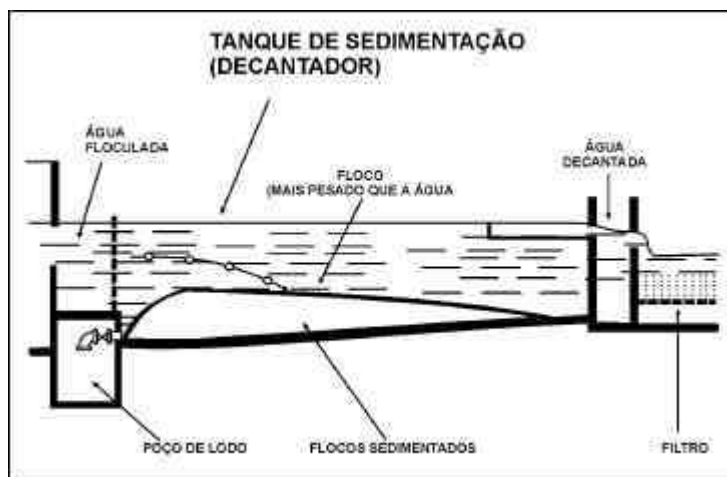 TANQUE DE SEDIMENTAÇÃO
(DECANTADOR)
ÁGUA
FLOCULADA
ÁGUA
DECANTADA
FLOCO
(MAIS PESADO QUE A ÁGUA
POÇO DE LODO
FLOCOS SEDIMENTADOS
FILTRO